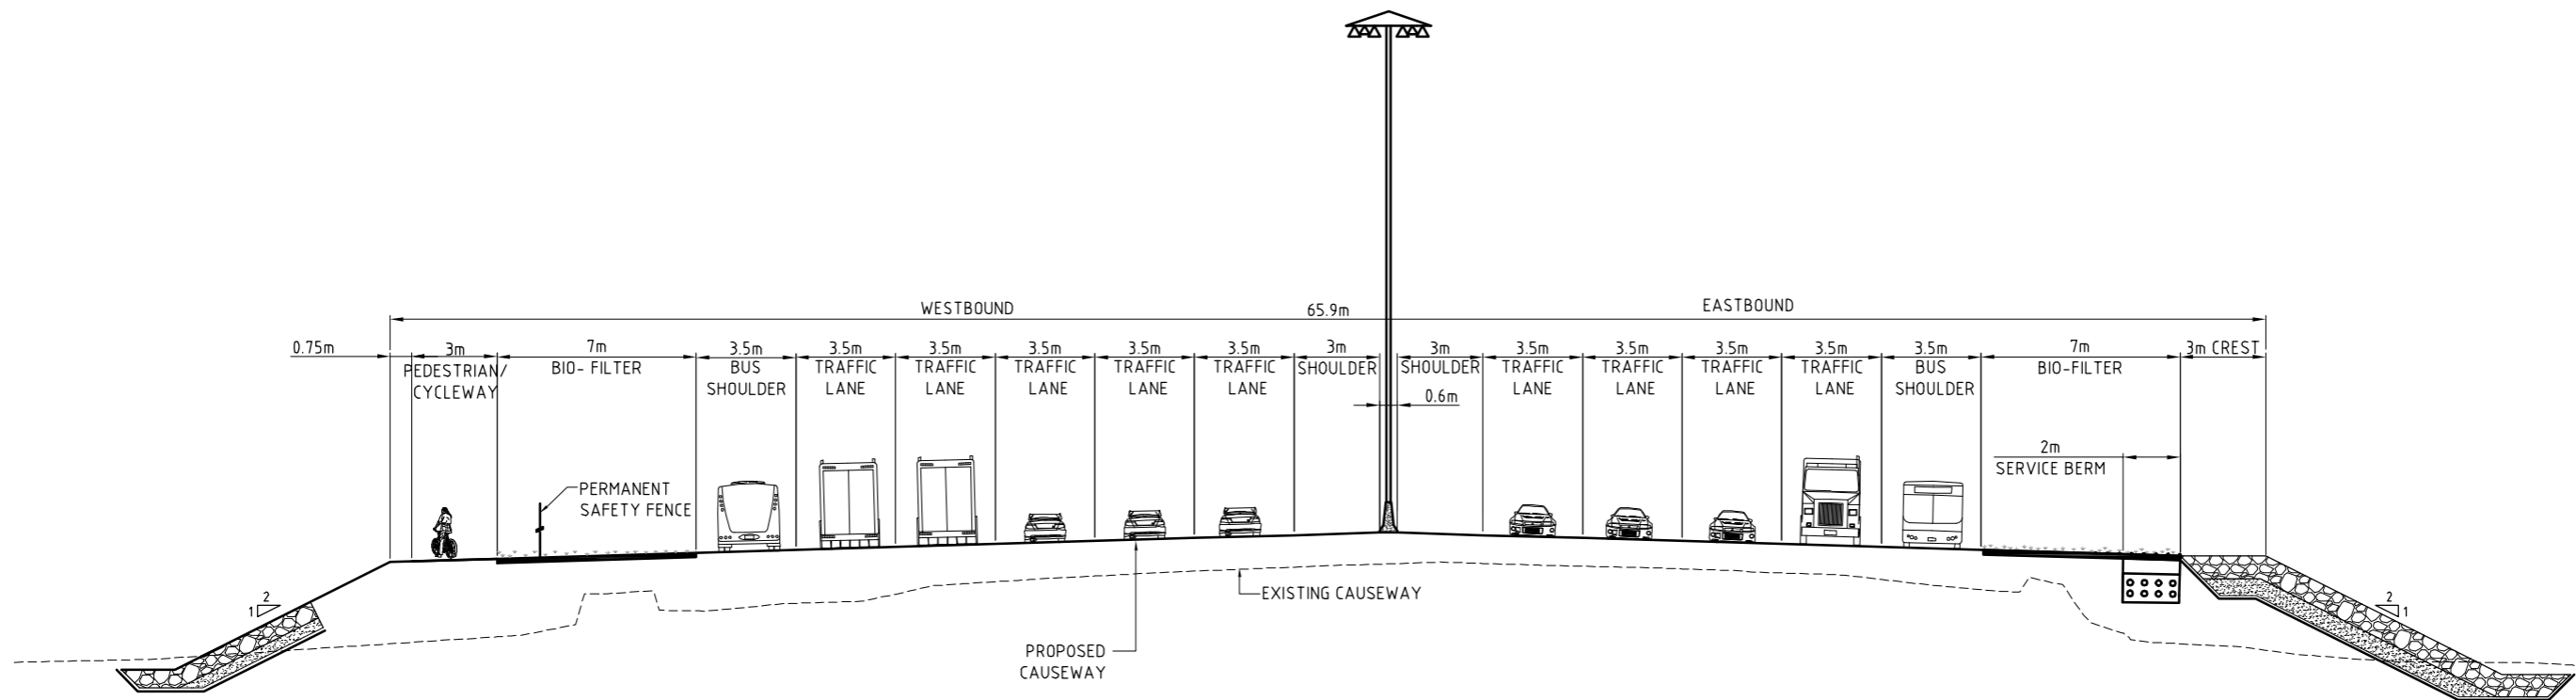 WESTBOUND
65.9m
EASTBOUND
0.75m
3m
PEDESTRIAN/
CYCLEWAY
7m
BIO- FILTER
3.5m
BUS
SHOULDER
3.5m
TRAFFIC
LANE
3.5m
TRAFFIC
LANE
3.5m
TRAFFIC
LANE
3.5m
TRAFFIC
LANE
3.5m
TRAFFIC
LANE
3m
SHOULDER
3m
SHOULDER
0.6m
3.5m
TRAFFIC
LANE
3.5m
TRAFFIC
LANE
3.5m
TRAFFIC
LANE
3.5m
TRAFFIC
LANE
3.5m
BUS
SHOULDER
7m
BIO-FILTER
3m CREST
2m
SERVICE BERM
PERMANENT
SAFETY FENCE
EXISTING CAUSEWAY
PROPOSED
CAUSEWAY
2
1
2
1